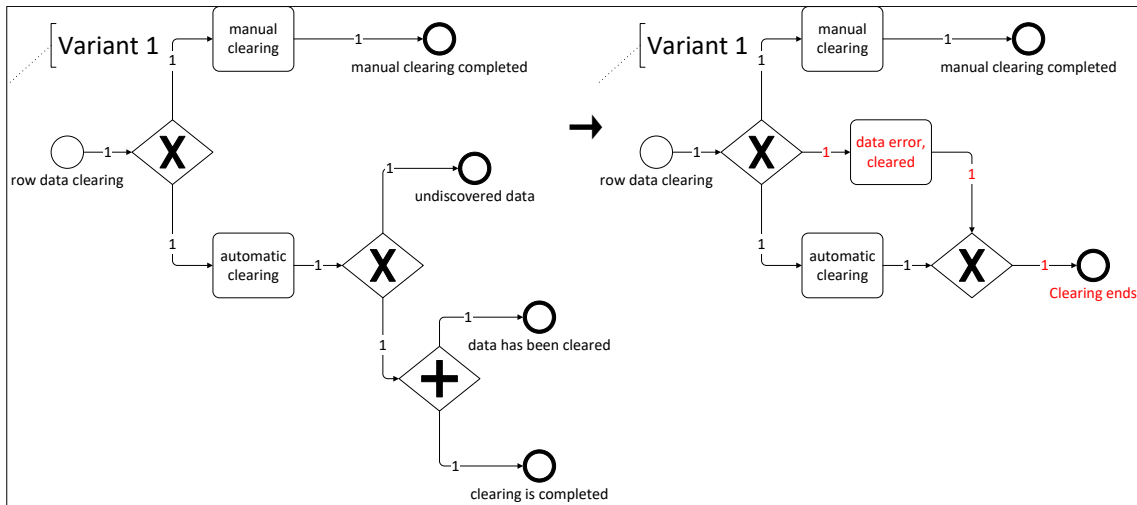 Variant 1
manual
clearing
1
manual clearing completed
1
X
1
row data clearing
1
undiscovered data
1
automatic
clearing
1
X
1
data has been cleared
1
1
clearing is completed
Variant 1
manual
clearing
1
manual clearing completed
1
X
1
row data clearing
1
data error,
cleared
1
1
automatic
clearing
1
X
1
Clearing ends